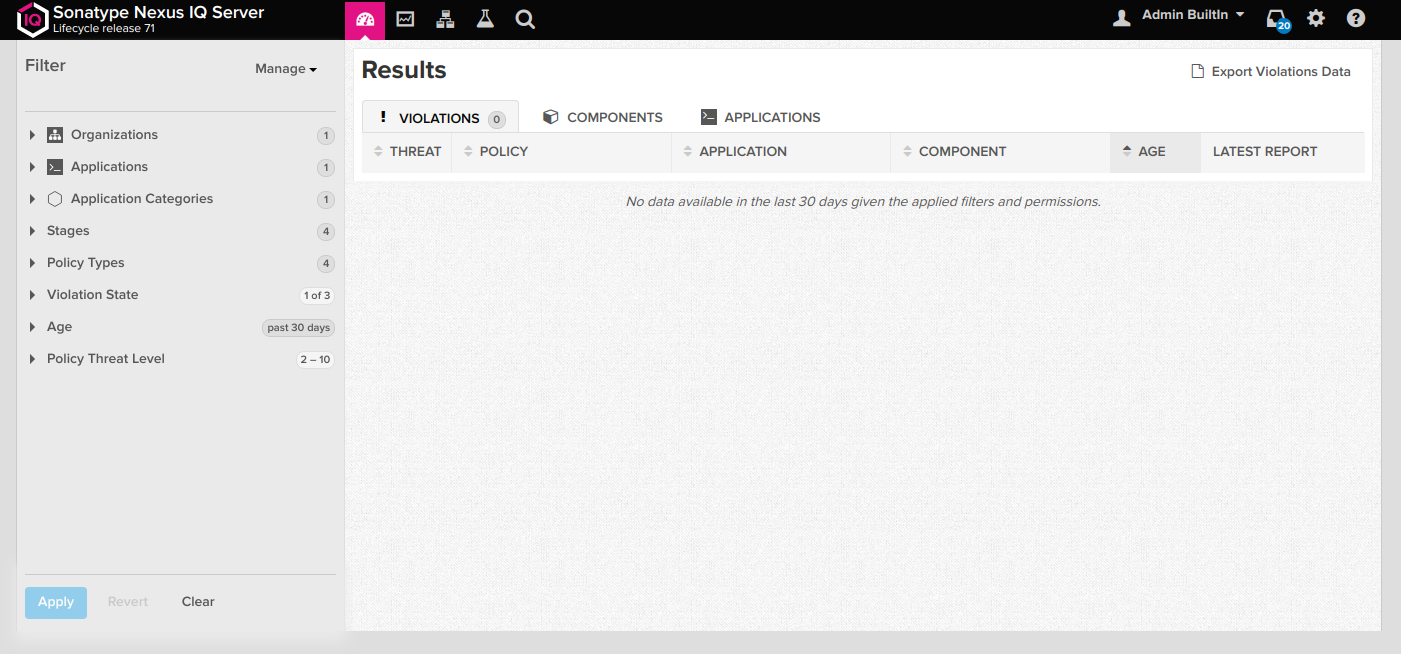 IQ
Sonatype Nexus IQ Server
Lifecycle release 71
Admin BuiltIn
20
?
Filter
Manage
Organizations 1
Applications 1
Application Categories 1
Stages 4
Policy Types 4
Violation State 1 of 3
Age past 30 days
Policy Threat Level 2 – 10
Apply Revert Clear
Results
Export Violations Data
! VIOLATIONS 0 COMPONENTS APPLICATIONS
THREAT POLICY APPLICATION COMPONENT AGE LATEST REPORT
No data available in the last 30 days given the applied filters and permissions.